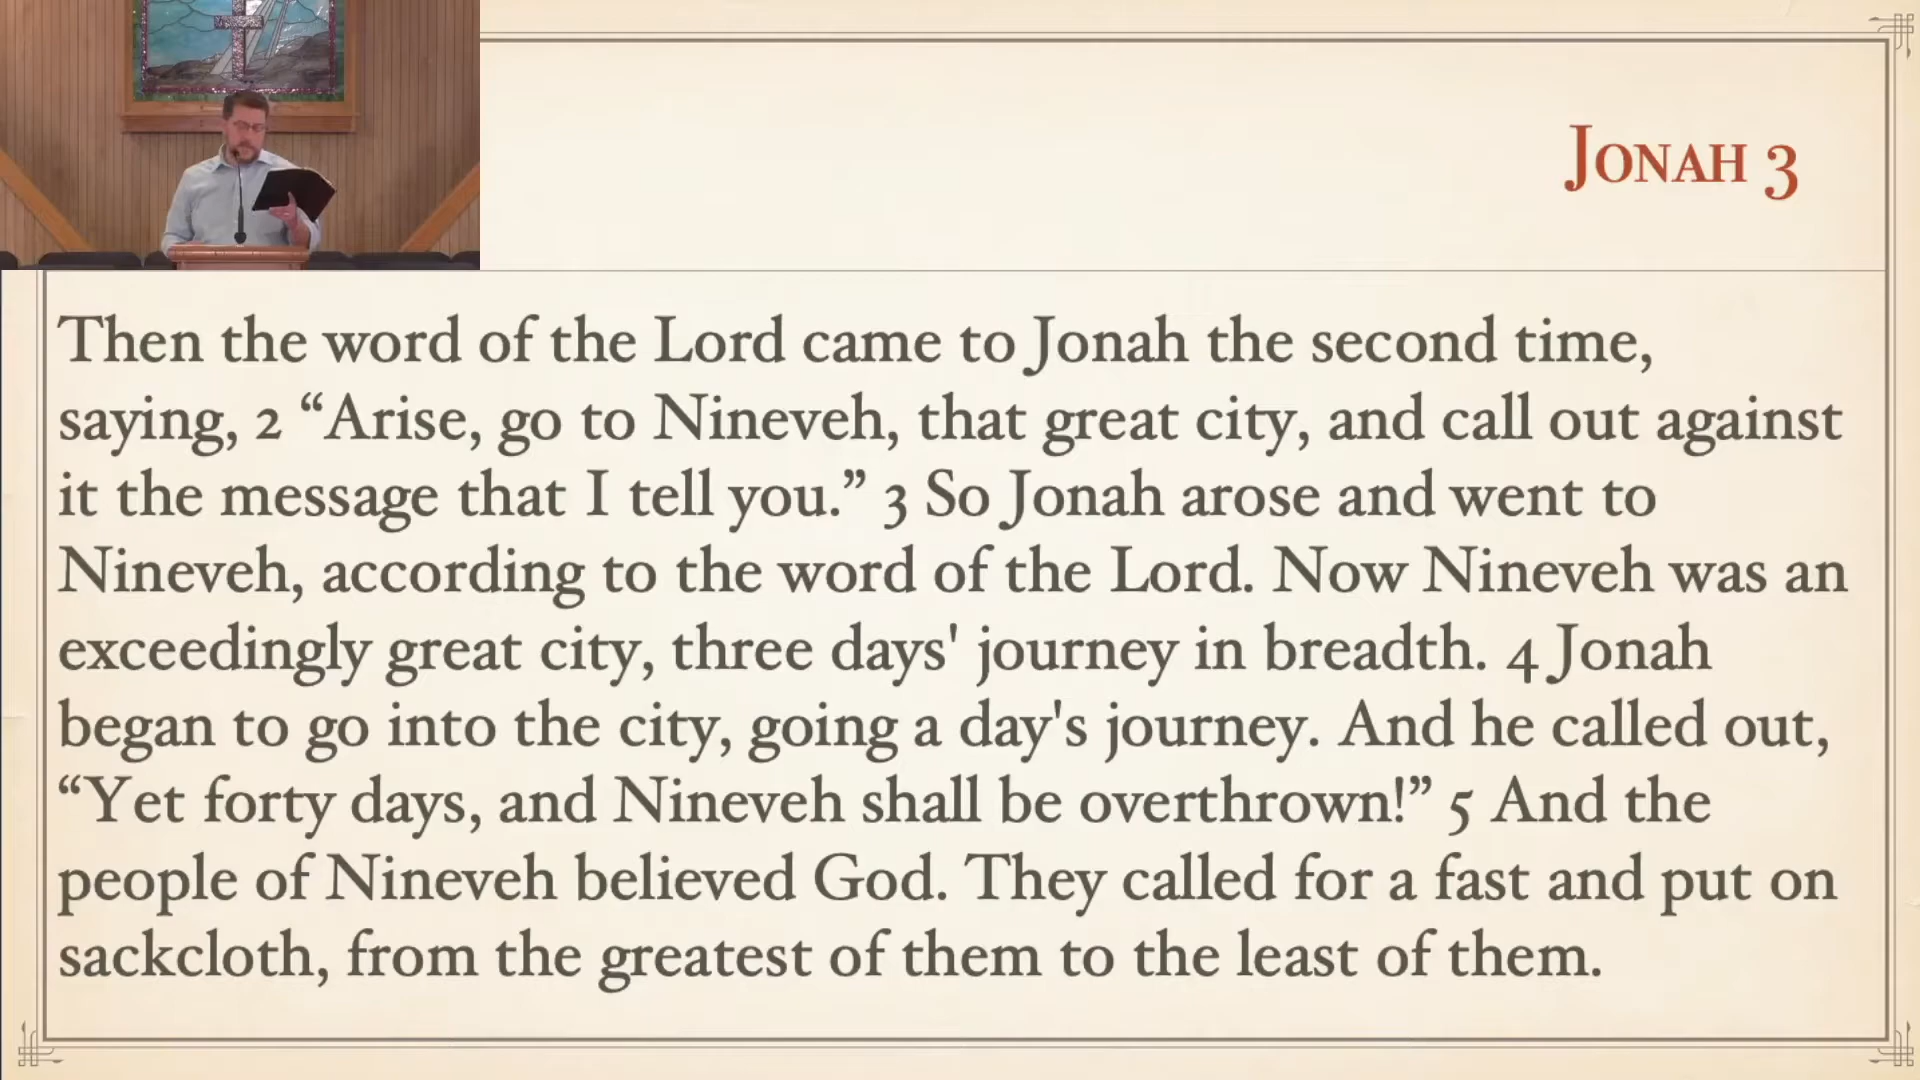 Jonah 3
Then the word of the Lord came to Jonah the second time,
saying, 2 “Arise, go to Nineveh, that great city, and call out against
it the message that I tell you.” 3 So Jonah arose and went to
Nineveh, according to the word of the Lord. Now Nineveh was an
exceedingly great city, three days' journey in breadth. 4 Jonah
began to go into the city, going a day's journey. And he called out,
“Yet forty days, and Nineveh shall be overthrown!” 5 And the
people of Nineveh believed God. They called for a fast and put on
sackcloth, from the greatest of them to the least of them.